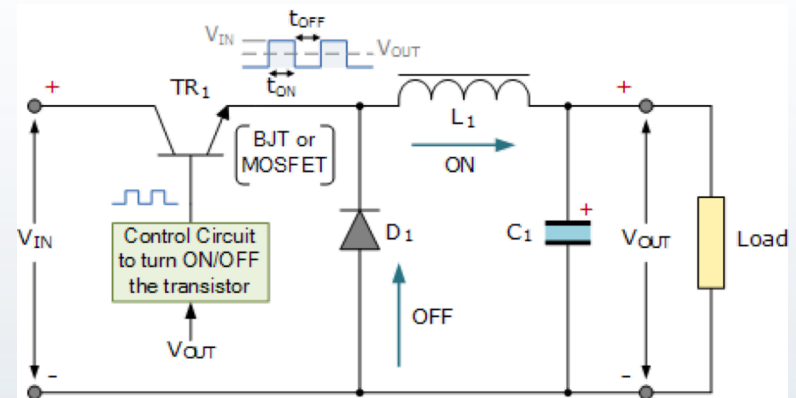 tOFF
VIN
VOUT
tON
+
TR1
+
BJT or
MOSFET
L1
ON
VIN
Control Circuit
to turn ON/OFF
the transistor
D1
C1
+
VOUT
Load
OFF
VOUT
-
-